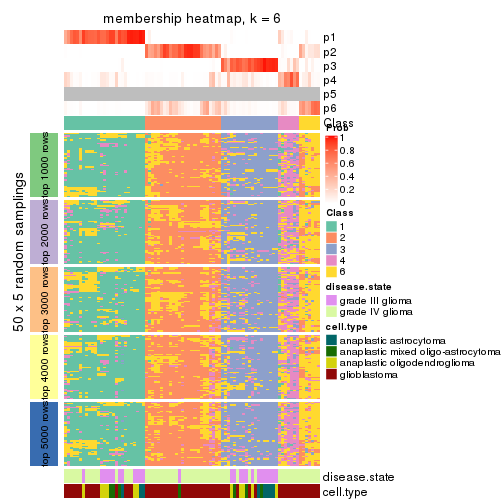 membership heatmap, k = 6
p1
p2
p3
p4
p5
p6
Class
Prob
1
0.8
0.6
0.4
0.2
0
Class
1
2
3
4
6
disease.state
grade III glioma
grade IV glioma
cell.type
anaplastic astrocytoma
anaplastic mixed oligo-astrocytoma
anaplastic oligodendroglioma
glioblastoma
50 x 5 random samplings
top 1000 rows
top 2000 rows
top 3000 rows
top 4000 rows
top 5000 rows
disease.state
cell.type